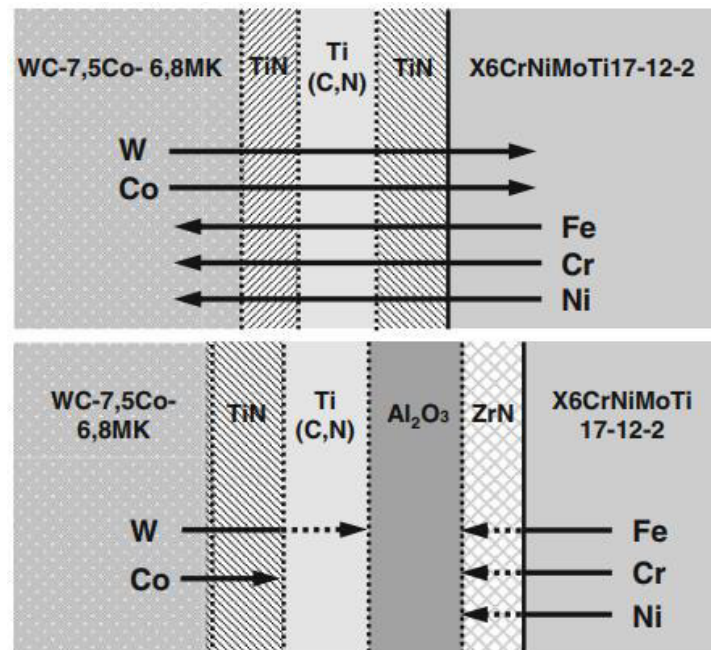 WC-7,5Co- 6,8MK TiN Ti (C,N) TiN X6CrNiMoTi17-12-2
W
Co
Fe
Cr
Ni
WC-7,5Co-
6,8MK
TiN
Ti
(C,N)
Al₂O₃
ZrN
X6CrNiMoTi
17-12-2
W
Fe
Co
Cr
Ni